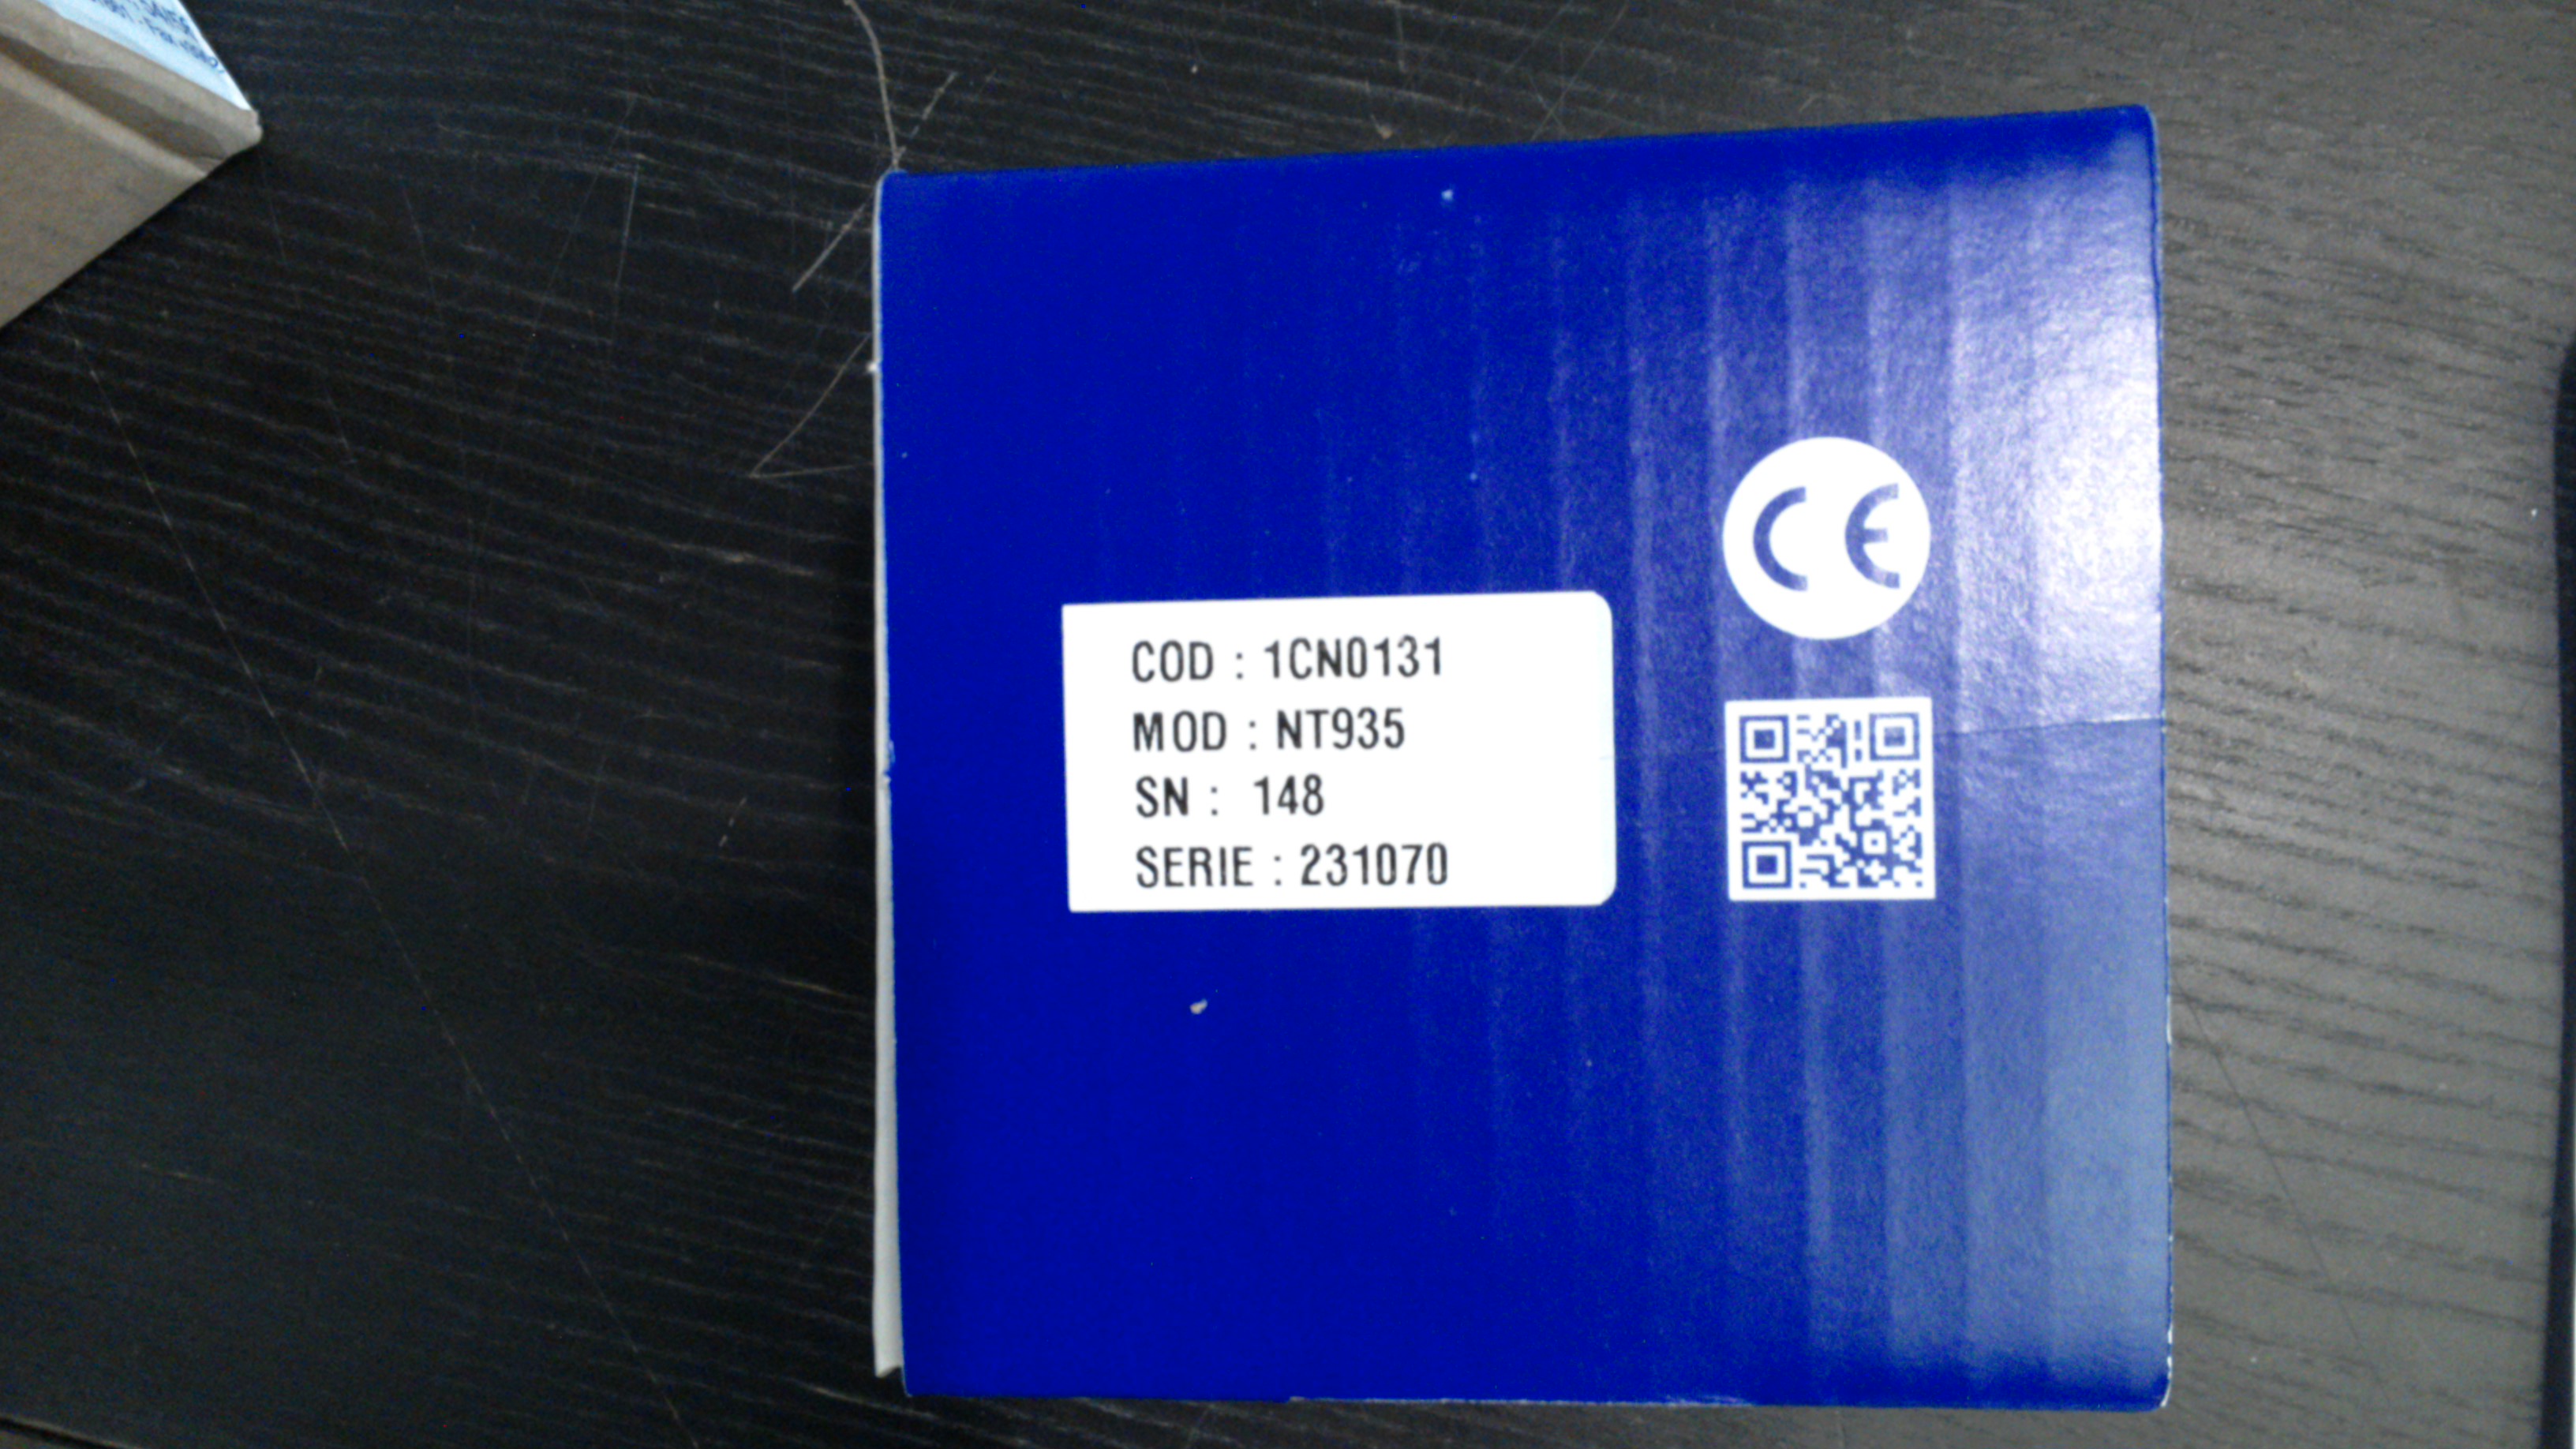 COD : 1CN0131
MOD : NT935
SN : 148
SERIE : 231070
CE